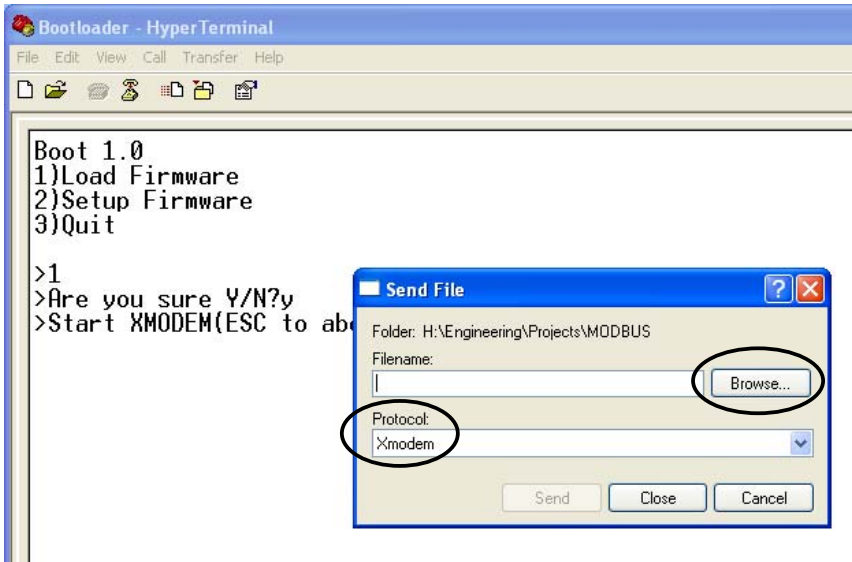 Bootloader - HyperTerminal
File Edit View Call Transfer Help
Boot 1.0
1)Load Firmware
2)Setup Firmware
3)Quit
>1
>Are you sure Y/N?y
>Start XMODEM(ESC to
Send File
Folder: H:\Engineering\Projects\MODBUS
Filename:
Browse...
Protocol:
Xmodem
Send Close Cancel